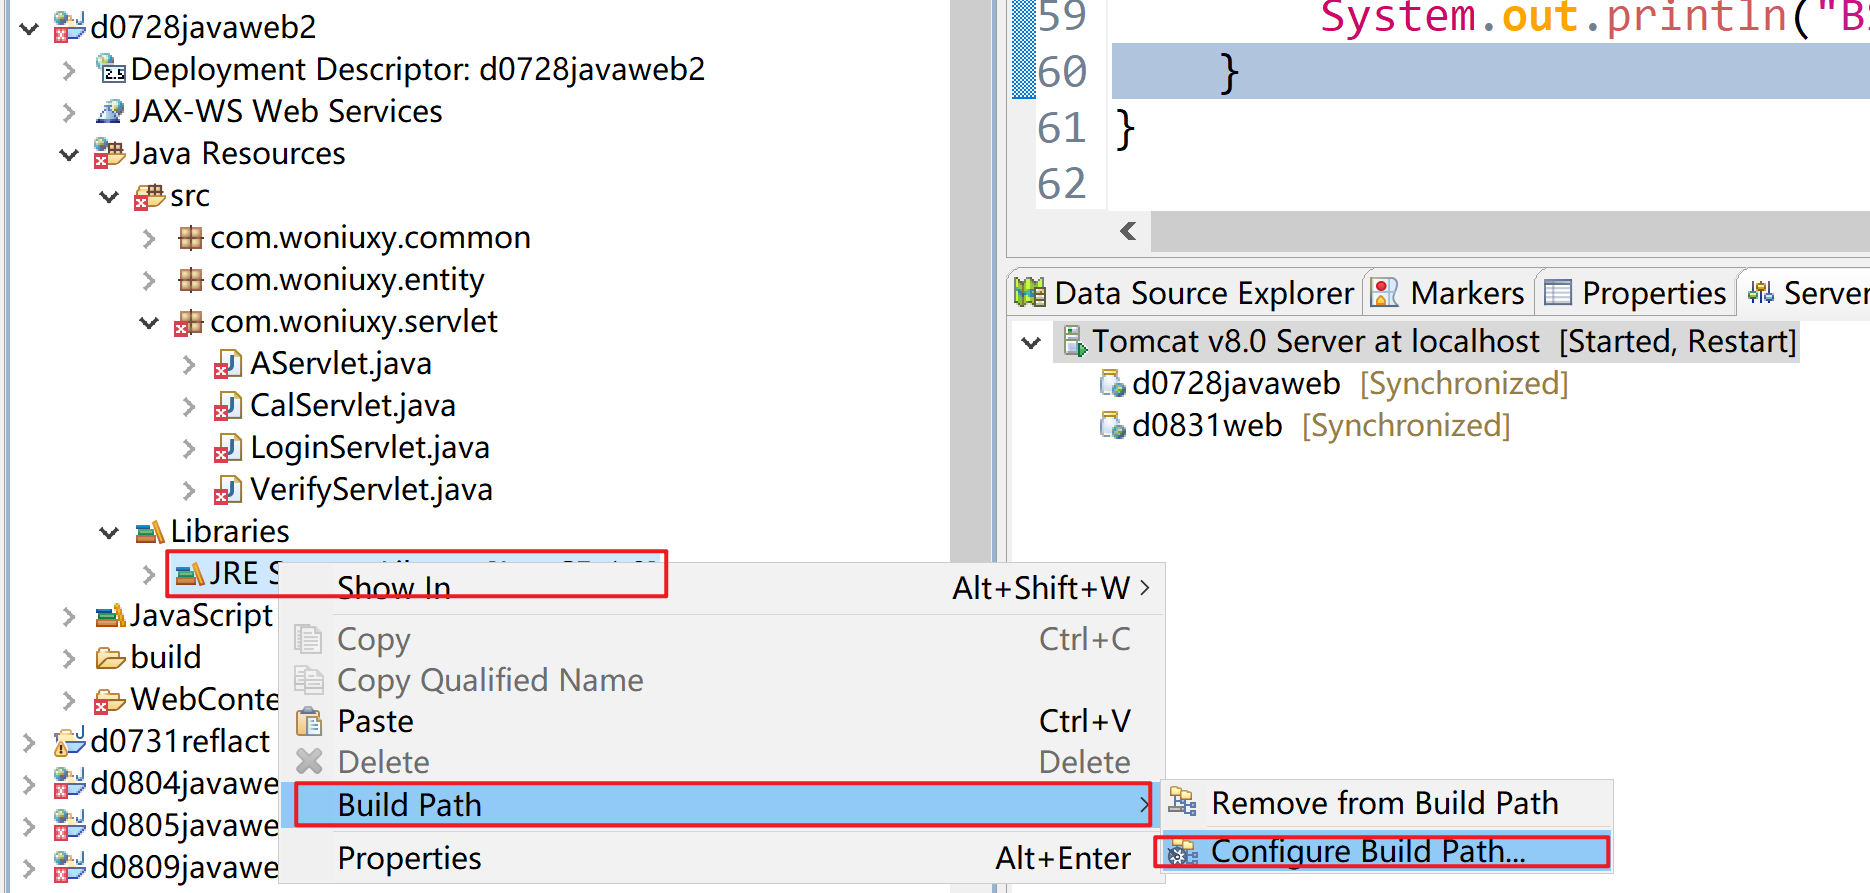 d0728javaweb2
Deployment Descriptor: d0728javaweb2
2.5
JAX-WS Web Services
Java Resources
src
com.woniuxy.common
com.woniuxy.entity
com.woniuxy.servlet
AServlet.java
CalServlet.java
LoginServlet.java
VerifyServlet.java
Libraries
JRE S
JavaScript
build
WebConte
d0731reflact
d0804javawe
d0805javawe
d0809javawe
Show In Alt+Shift+W
Copy Ctrl+C
Copy Qualified Name
Paste Ctrl+V
Delete Delete
Build Path
Properties Alt+Enter
Remove from Build Path
Configure Build Path...
59 System.out.println("Bs
60 }
61 }
62
Data Source Explorer Markers Properties Server
Tomcat v8.0 Server at localhost [Started, Restart]
d0728javaweb [Synchronized]
d0831web [Synchronized]